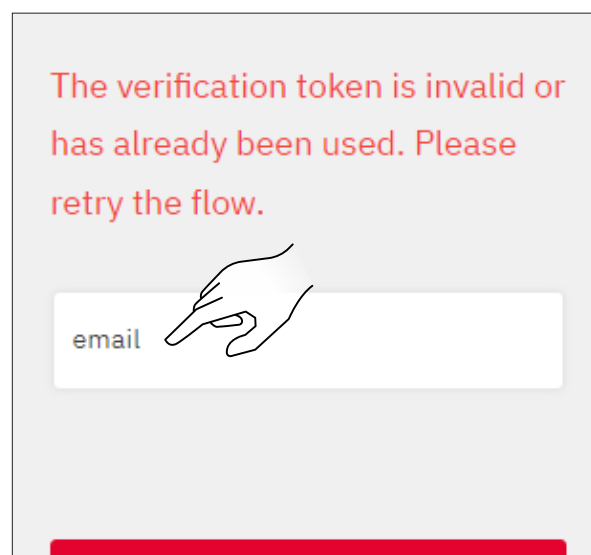 The verification token is invalid or
has already been used. Please
retry the flow.
email